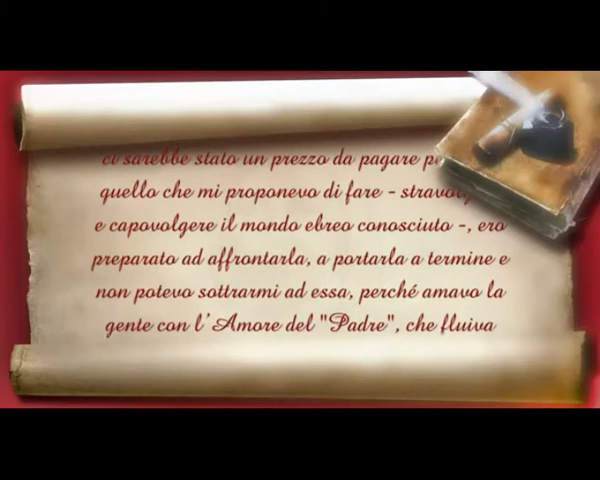 ci sarebbe stato un prezzo da pagare
quello che mi proponevo di fare -
e capovolgere il mondo ebreo conosciuto -, ero
preparato ad affrontarla, a portarla a termine e
non potevo sottrarmi ad essa, perché amavo la
gente con l'Amore del "Padre", che fluiva